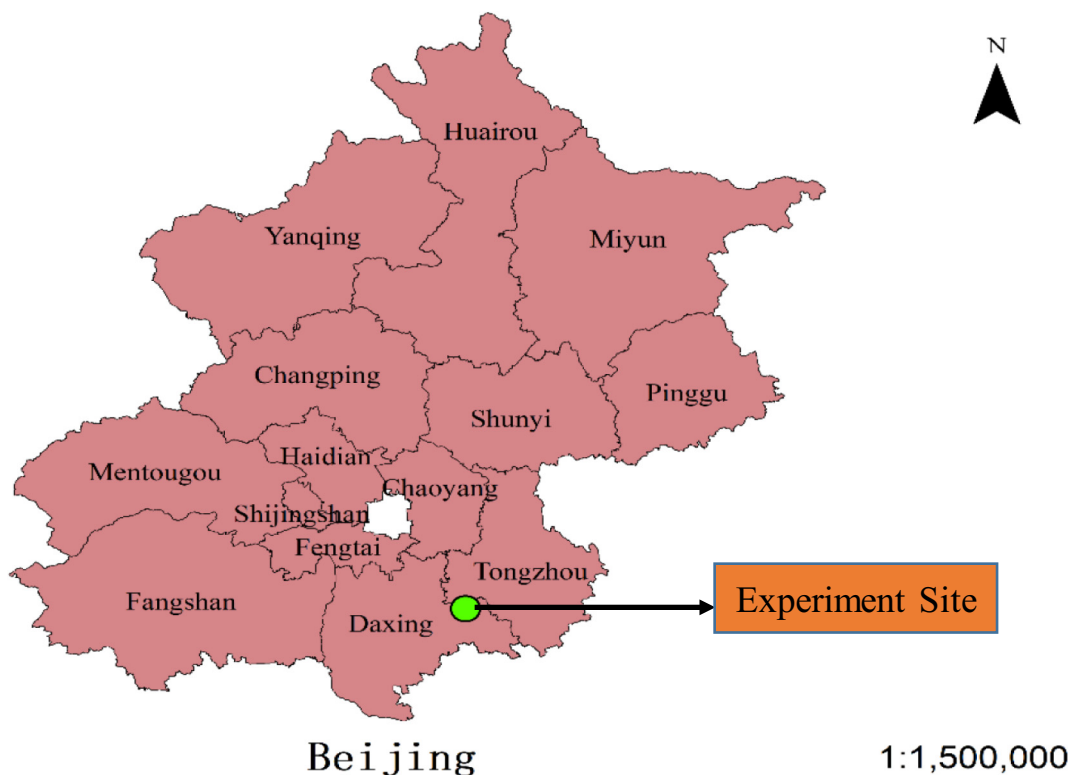 N
Huairou
Yanqing
Miyun
Changping
Pinggu
Shunyi
Haidian
Mentougou
Chaoyang
Shijingshan
Fengtai
Tongzhou
Fangshan
Daxing
Experiment Site
Beijing
1:1,500,000